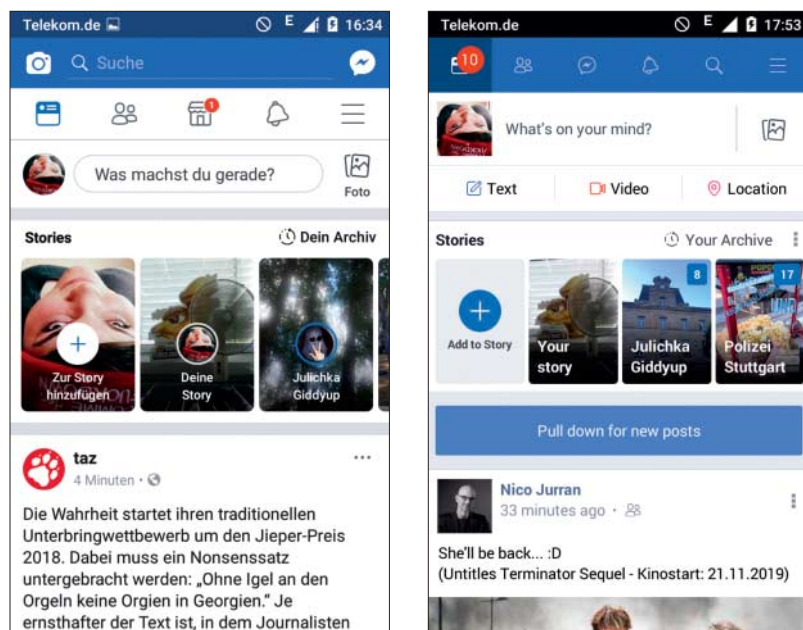 Telekom.de
E
16:34
Suche
1
Was machst du gerade?
Foto
Stories
Dein Archiv
Zur Story
hinzufügen
Deine
Story
Julichka
Giddyup
taz
4 Minuten ·
Die Wahrheit startet ihren traditionellen
Unterbringwettbewerb um den Jieper-Preis
2018. Dabei muss ein Nonsenssatz
untergebracht werden: „Ohne Igel an den
Orgeln keine Orgien in Georgien.“ Je
ernsthafter der Text ist, in dem Journalisten
Telekom.de
E
17:53
10
What's on your mind?
Text
Video
Location
Stories
Your Archive
Add to Story
Your
story
8
Julichka
Giddyup
17
Polizei
Stuttgart
Pull down for new posts
Nico Jurran
33 minutes ago ·
She'll be back... :D
(Untitles Terminator Sequel - Kinostart: 21.11.2019)